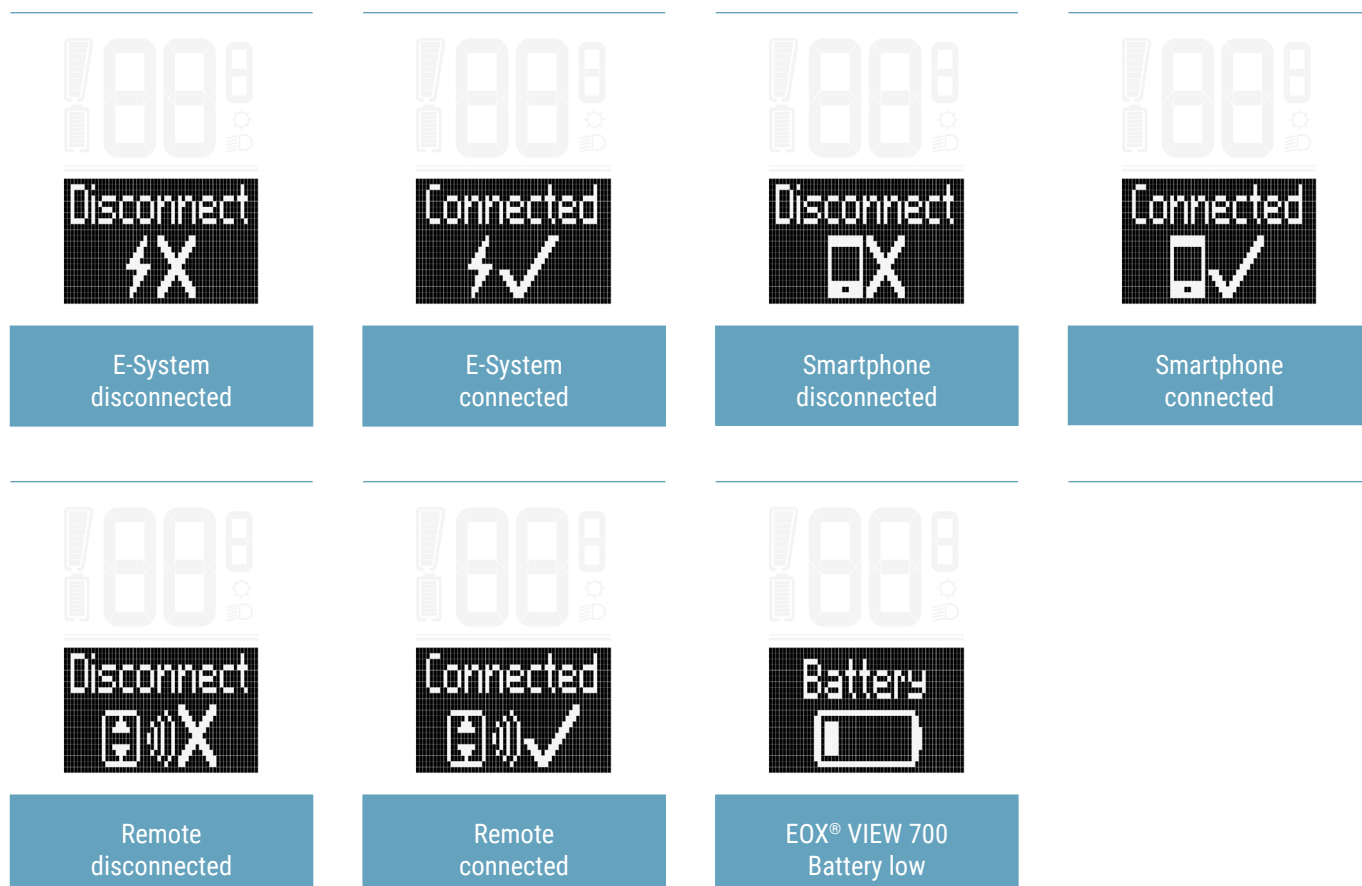 Disconnect
Connected
Disconnect
Connected
E-System
disconnected
E-System
connected
Smartphone
disconnected
Smartphone
connected
Disconnect
Connected
Battery
Remote
disconnected
Remote
connected
EOX® VIEW 700
Battery low